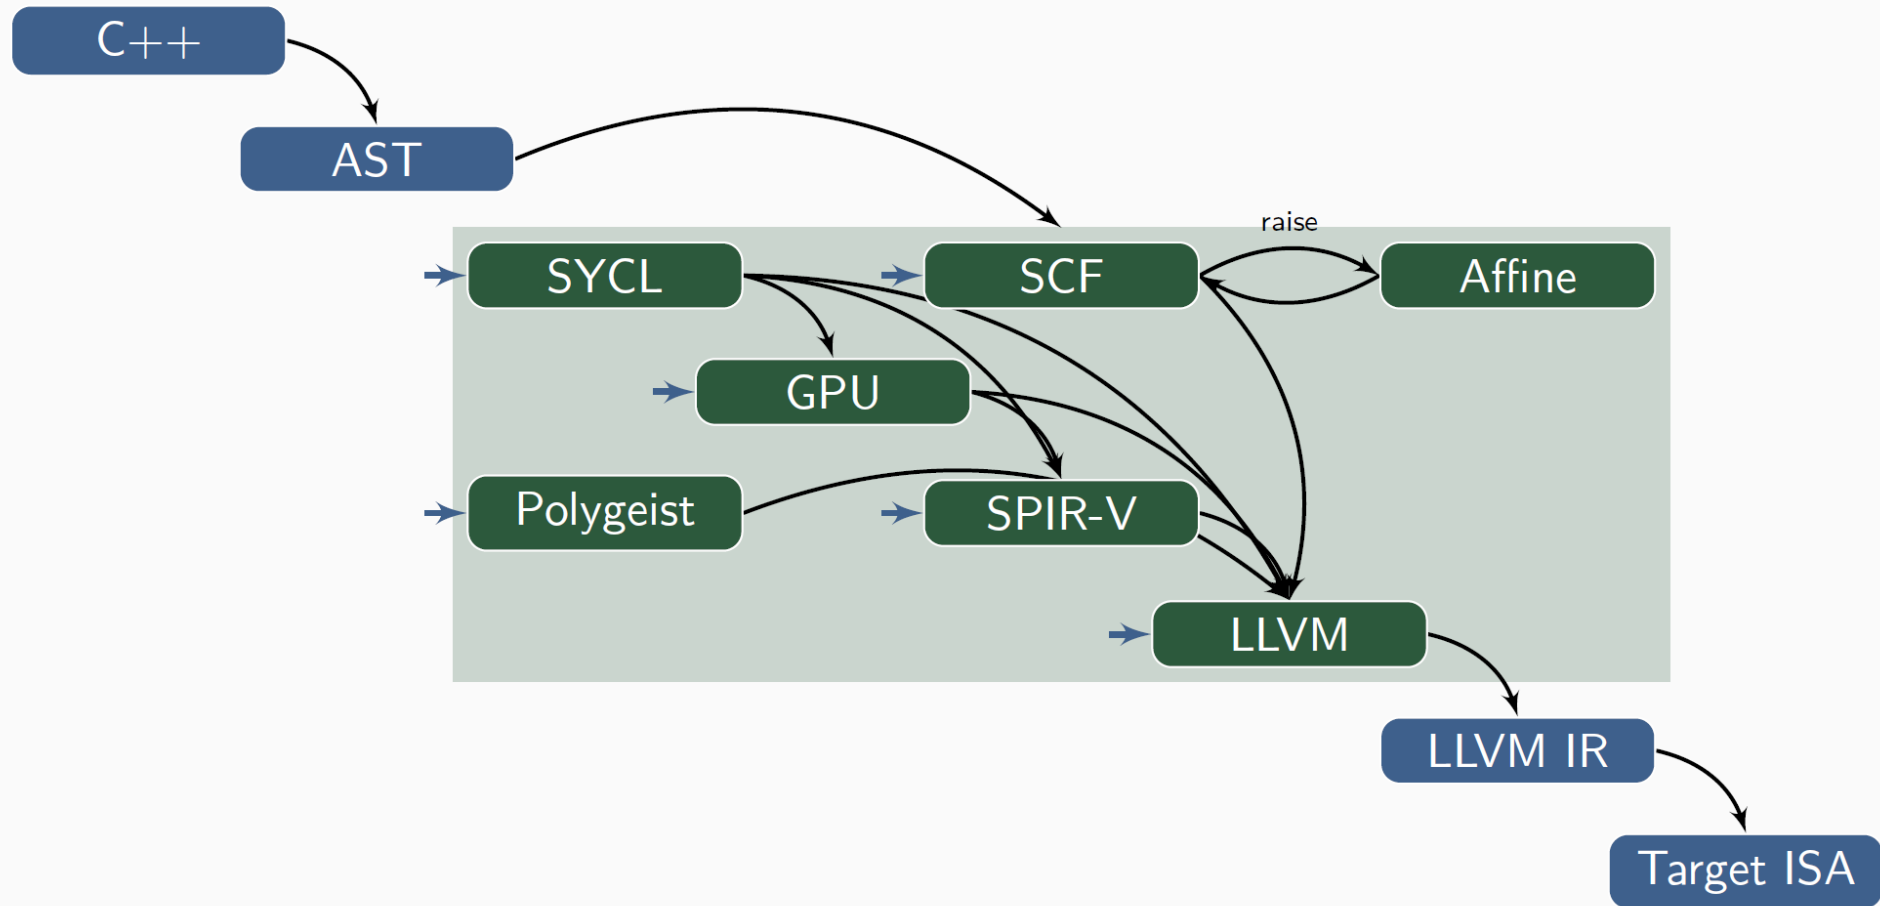 C++
AST
raise
SYCL
SCF
Affine
GPU
Polygeist
SPIR-V
LLVM
LLVM IR
Target ISA